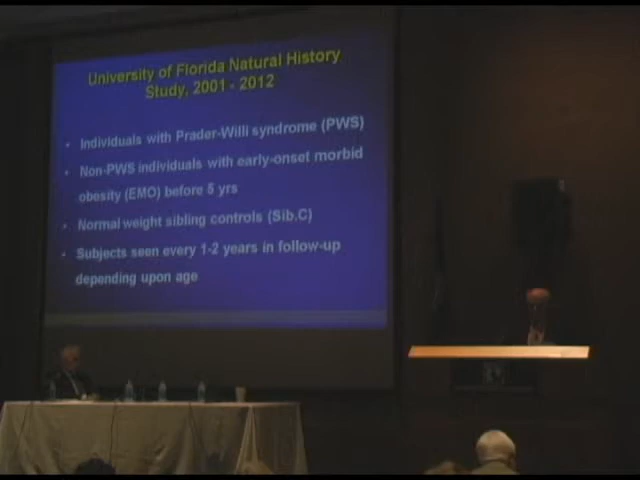 University of Florida Natural History
Study, 2001 - 2012
• Individuals with Prader-Willi syndrome (PWS)
• Non-PWS individuals with early-onset morbid
obesity (EMO) before 5 yrs
• Normal weight sibling controls (Sib.C)
• Subjects seen every 1-2 years in follow-up
depending upon age